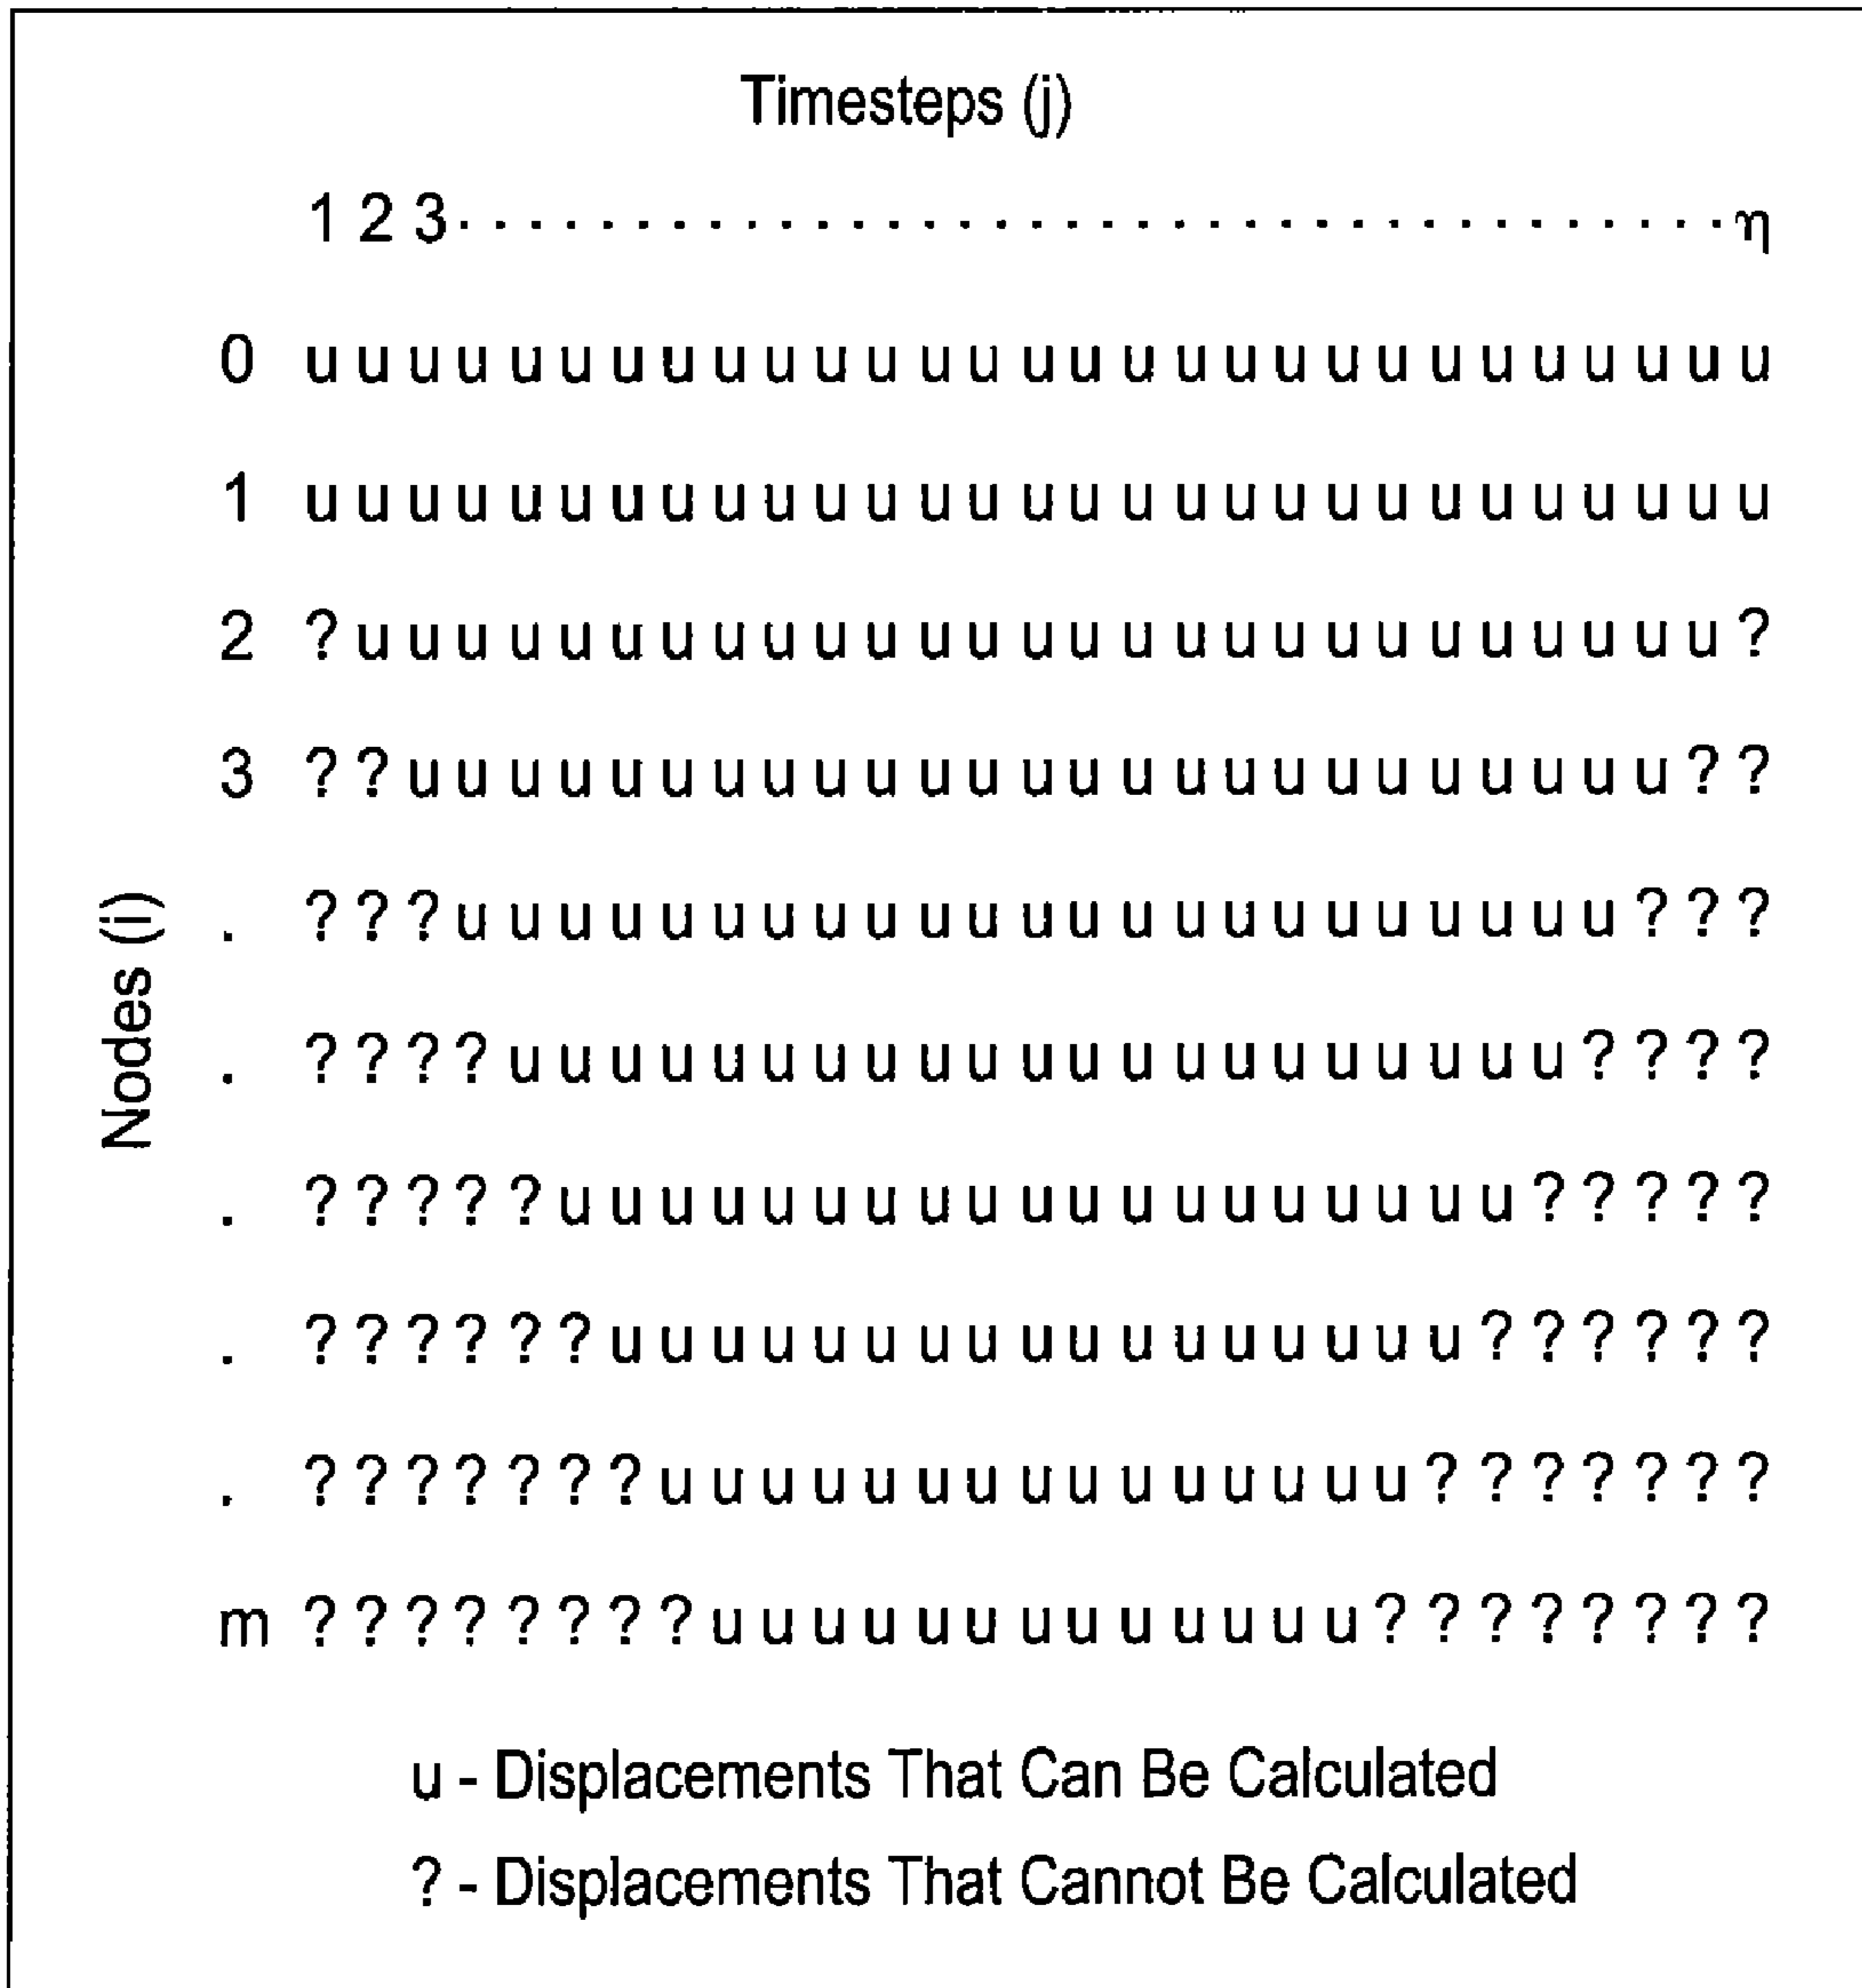 Timesteps (j)
1 2 3 . . . . . . . . . . . . . . . . . . . . . . . . . . . . . . . . . . . . η
0 u u u u u u u u u u u u u u u u u u u u u u u u u u u u u
1 u u u u u u u u u u u u u u u u u u u u u u u u u u u u u
2 ? u u u u u u u u u u u u u u u u u u u u u u u u u u u ?
3 ? ? u u u u u u u u u u u u u u u u u u u u u u u u u ? ?
Nodes (i)
. ? ? ? u u u u u u u u u u u u u u u u u u u u u u u ? ? ?
. ? ? ? ? u u u u u u u u u u u u u u u u u u u u u ? ? ? ?
. ? ? ? ? ? u u u u u u u u u u u u u u u u u u u ? ? ? ? ?
. ? ? ? ? ? ? u u u u u u u u u u u u u u u u u ? ? ? ? ? ?
. ? ? ? ? ? ? ? u u u u u u u u u u u u u u u ? ? ? ? ? ? ?
m ? ? ? ? ? ? ? ? u u u u u u u u u u u u u ? ? ? ? ? ? ? ?
u - Displacements That Can Be Calculated
? - Displacements That Cannot Be Calculated